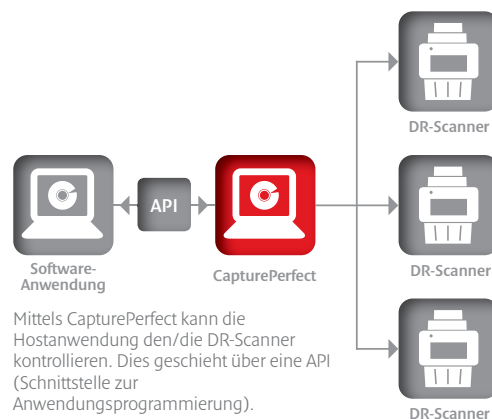 DR-Scanner
API
Software-
Anwendung
CapturePerfect
DR-Scanner
Mittels CapturePerfect kann die
Hostanwendung den/die DR-Scanner
kontrollieren. Dies geschieht über eine API
(Schnittstelle zur
Anwendungsprogrammierung).
DR-Scanner